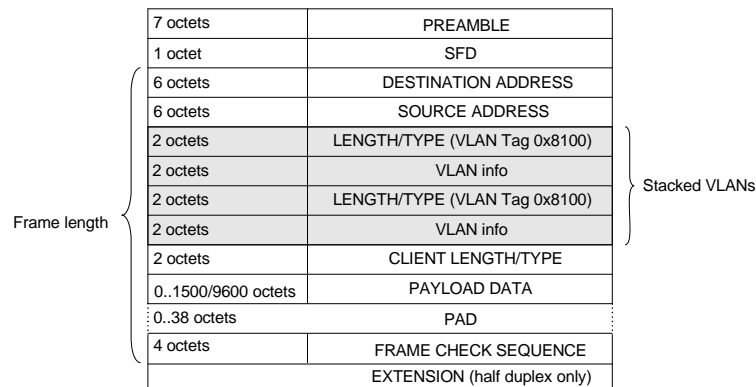 7 octets PREAMBLE
1 octet SFD
6 octets DESTINATION ADDRESS
6 octets SOURCE ADDRESS
2 octets LENGTH/TYPE (VLAN Tag 0x8100)
2 octets VLAN info
Stacked VLANs
2 octets LENGTH/TYPE (VLAN Tag 0x8100)
Frame length
2 octets VLAN info
2 octets CLIENT LENGTH/TYPE
0..1500/9600 octets PAYLOAD DATA
0..38 octets PAD
4 octets FRAME CHECK SEQUENCE
EXTENSION (half duplex only)